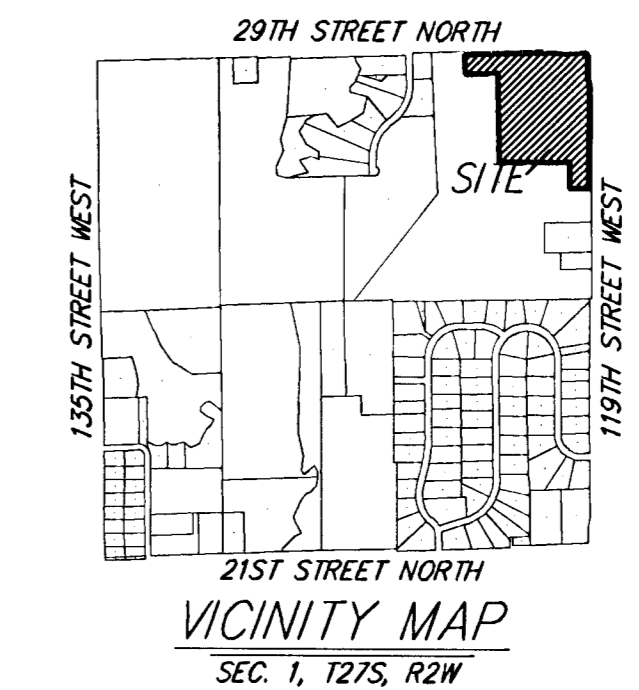 29TH STREET NORTH
SITE
135TH STREET WEST
119TH STREET WEST
21ST STREET NORTH
VICINITY MAP
SEC. 1, T27S, R2W